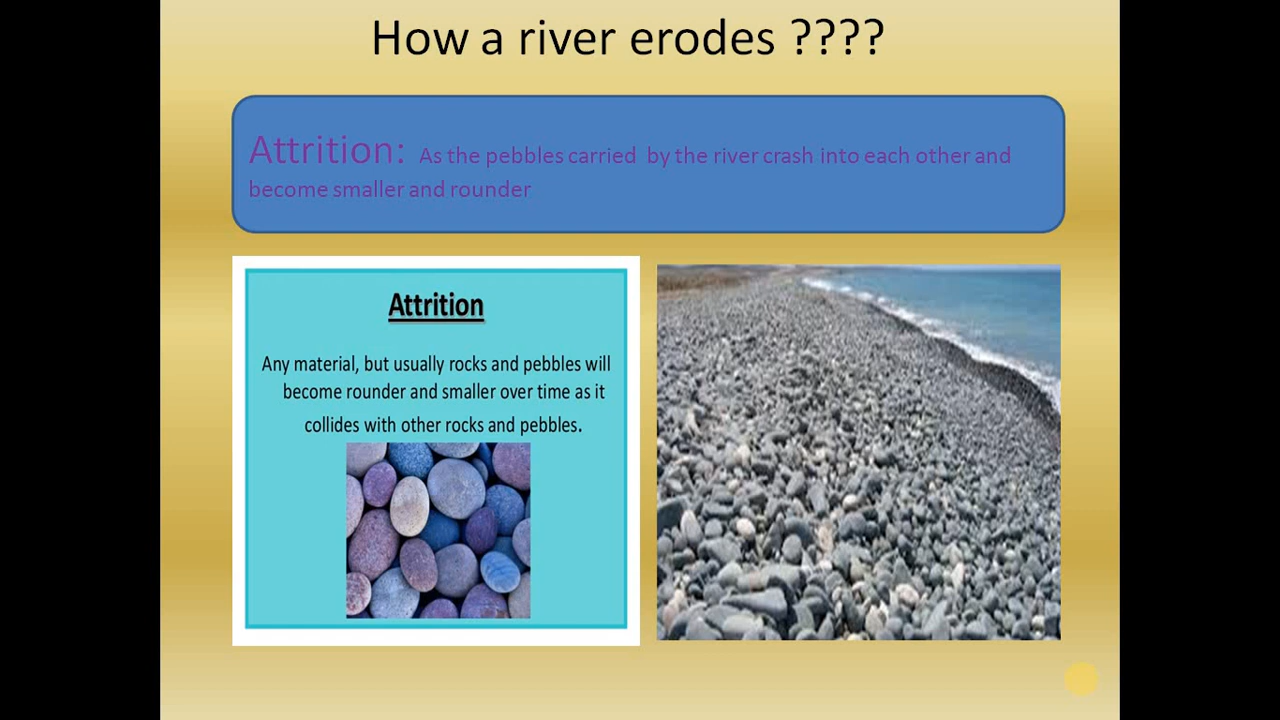 How a river erodes ????
Attrition: As the pebbles carried by the river crash into each other and
become smaller and rounder
Attrition
Any material, but usually rocks and pebbles will
become rounder and smaller over time as it
collides with other rocks and pebbles.